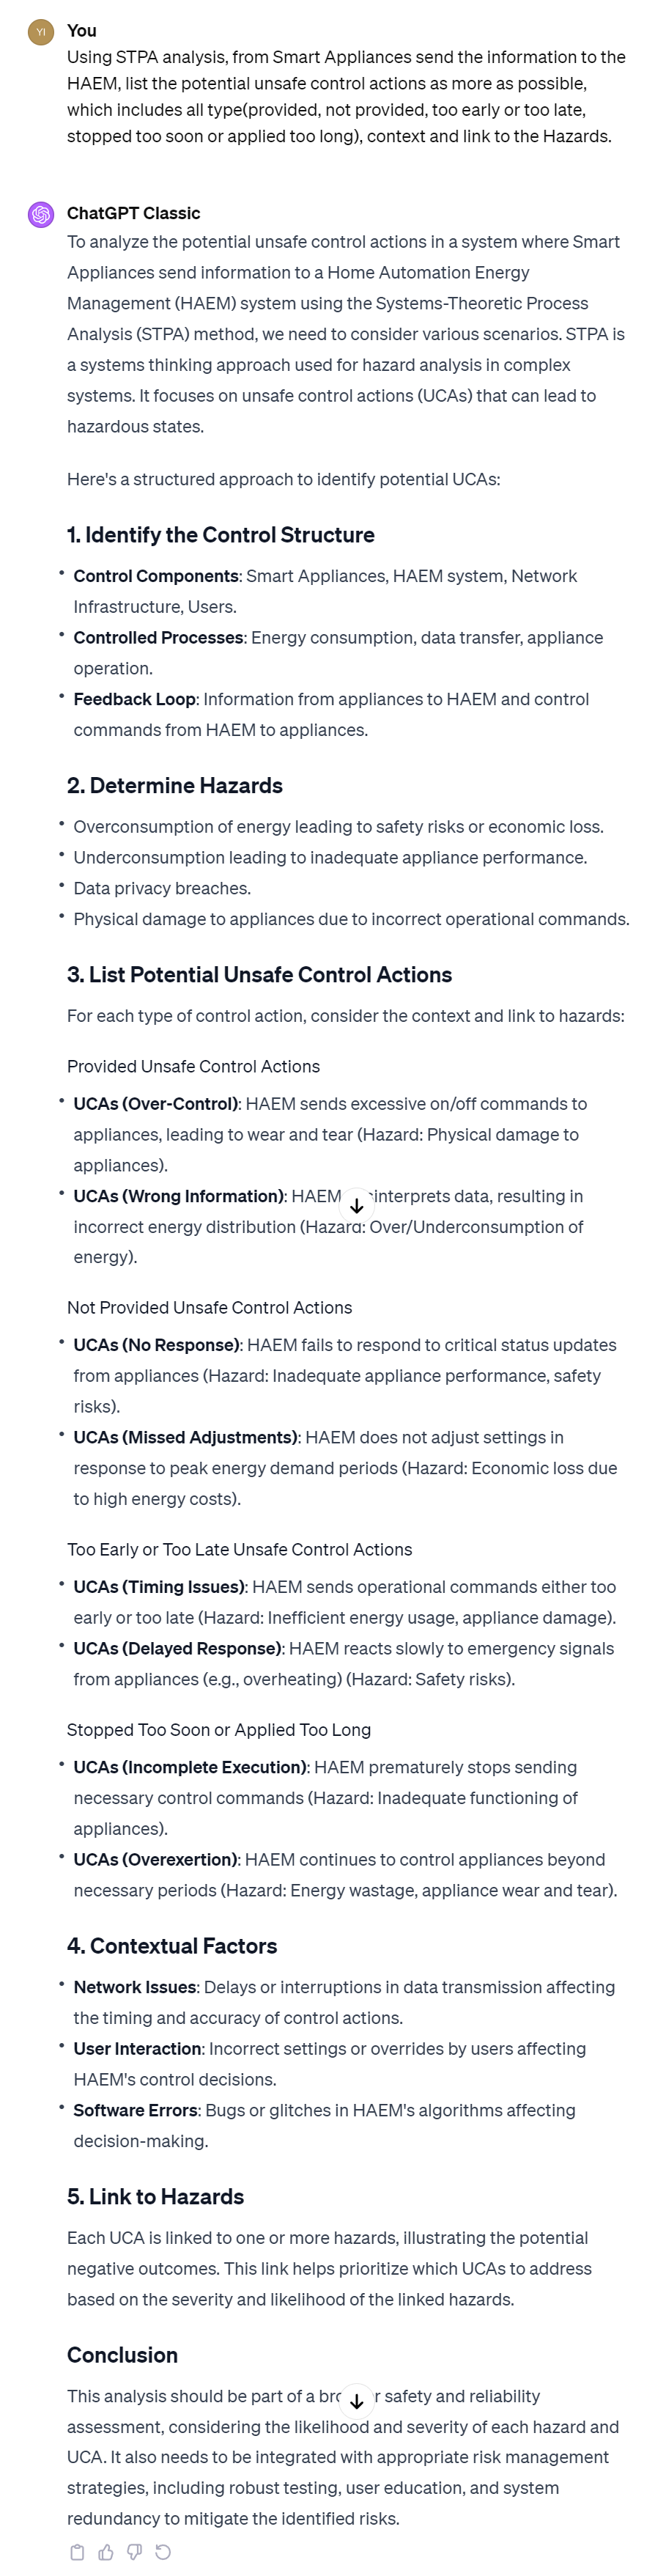 YI
You
Using STPA analysis, from Smart Appliances send the information to the
HAEM, list the potential unsafe control actions as more as possible,
which includes all type(provided, not provided, too early or too late,
stopped too soon or applied too long), context and link to the Hazards.
ChatGPT Classic
To analyze the potential unsafe control actions in a system where Smart
Appliances send information to a Home Automation Energy
Management (HAEM) system using the Systems-Theoretic Process
Analysis (STPA) method, we need to consider various scenarios. STPA is
a systems thinking approach used for hazard analysis in complex
systems. It focuses on unsafe control actions (UCAs) that can lead to
hazardous states.
Here's a structured approach to identify potential UCAs:
1. Identify the Control Structure
• Control Components: Smart Appliances, HAEM system, Network
Infrastructure, Users.
• Controlled Processes: Energy consumption, data transfer, appliance
operation.
• Feedback Loop: Information from appliances to HAEM and control
commands from HAEM to appliances.
2. Determine Hazards
• Overconsumption of energy leading to safety risks or economic loss.
• Underconsumption leading to inadequate appliance performance.
• Data privacy breaches.
• Physical damage to appliances due to incorrect operational commands.
3. List Potential Unsafe Control Actions
For each type of control action, consider the context and link to hazards:
Provided Unsafe Control Actions
• UCAs (Over-Control): HAEM sends excessive on/off commands to
appliances, leading to wear and tear (Hazard: Physical damage to
appliances).
• UCAs (Wrong Information): HAEM interprets data, resulting in
incorrect energy distribution (Hazard: Over/Underconsumption of
energy).
Not Provided Unsafe Control Actions
• UCAs (No Response): HAEM fails to respond to critical status updates
from appliances (Hazard: Inadequate appliance performance, safety
risks).
• UCAs (Missed Adjustments): HAEM does not adjust settings in
response to peak energy demand periods (Hazard: Economic loss due
to high energy costs).
Too Early or Too Late Unsafe Control Actions
• UCAs (Timing Issues): HAEM sends operational commands either too
early or too late (Hazard: Inefficient energy usage, appliance damage).
• UCAs (Delayed Response): HAEM reacts slowly to emergency signals
from appliances (e.g., overheating) (Hazard: Safety risks).
Stopped Too Soon or Applied Too Long
• UCAs (Incomplete Execution): HAEM prematurely stops sending
necessary control commands (Hazard: Inadequate functioning of
appliances).
• UCAs (Overexertion): HAEM continues to control appliances beyond
necessary periods (Hazard: Energy wastage, appliance wear and tear).
4. Contextual Factors
• Network Issues: Delays or interruptions in data transmission affecting
the timing and accuracy of control actions.
• User Interaction: Incorrect settings or overrides by users affecting
HAEM's control decisions.
• Software Errors: Bugs or glitches in HAEM's algorithms affecting
decision-making.
5. Link to Hazards
Each UCA is linked to one or more hazards, illustrating the potential
negative outcomes. This link helps prioritize which UCAs to address
based on the severity and likelihood of the linked hazards.
Conclusion
This analysis should be part of a safety and reliability
assessment, considering the likelihood and severity of each hazard and
UCA. It also needs to be integrated with appropriate risk management
strategies, including robust testing, user education, and system
redundancy to mitigate the identified risks.